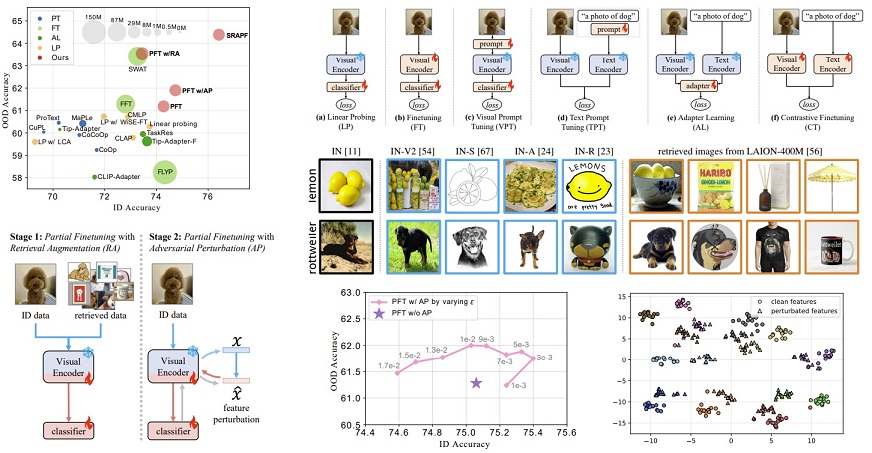 65
64
63
62
61
60
59
58
OOD Accuracy
70
72
74
76
ID Accuracy
PT
FT
AL
LP
Ours
150M
87M
29M
8M
1M
0.5M
0M
SRAPF
PFT w/RA
SWAT
PFT w/AP
FFT
PFT
CMLP
ProText
MaPLe
LP w/ WiSE-FT
Linear probing
CuPL
Tip-Adapter
CoCoOp
TaskRes
LP w/ LCA
CLAP
Tip-Adapter-F
CoOp
CLIP-Adapter
FLYP
"a photo of dog"
"a photo of dog"
"a photo of dog"
prompt
prompt
Visual Encoder
Visual Encoder
Visual Encoder
Visual Encoder
Text Encoder
Visual Encoder
Text Encoder
Visual Encoder
Text Encoder
classifier
classifier
classifier
adapter
loss
loss
loss
loss
loss
loss
(a) Linear Probing (LP)
(b) Finetuning (FT)
(c) Visual Prompt Tuning (VPT)
(d) Text Prompt Tuning (TPT)
(e) Adapter Learning (AL)
(f) Contrastive Finetuning (CT)
IN [11]
IN-V2 [54]
IN-S [67]
IN-A [24]
IN-R [23]
retrieved images from LAION-400M [56]
lemon
rottweiler
LEMONS
HARIBO
GINGER-LEMON
rottweiler
Stage 1: Partial Finetuning with
Retrieval Augmentation (RA)
ID data
retrieved data
Visual
Encoder
classifier
Stage 2: Partial Finetuning with
Adversarial Perturbation (AP)
ID data
Visual
Encoder
classifier
x
x̂
feature
perturbation
63.0
62.5
62.0
61.5
61.0
60.5
OOD Accuracy
74.4
74.6
74.8
75.0
75.2
75.4
75.6
ID Accuracy
PFT w/ AP by varying ε
PFT w/o AP
1.7e-2
1.5e-2
1.3e-2
1e-2
9e-3
7e-3
5e-3
3e-3
1e-3
15
10
5
0
−5
−10
−15
−10
−5
0
5
10
clean features
perturbated features